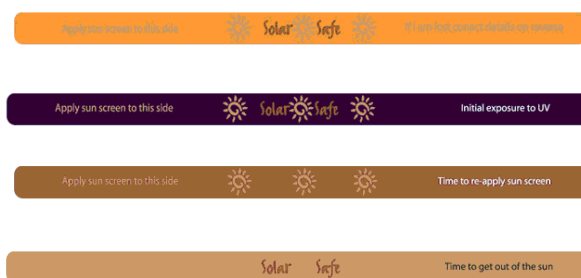 Apply sun screen to this side Solar Safe If I am lost contact details on reverse
Apply sun screen to this side Solar Safe Initial exposure to UV
Apply sun screen to this side Time to re-apply sun screen
Solar Safe Time to get out of the sun